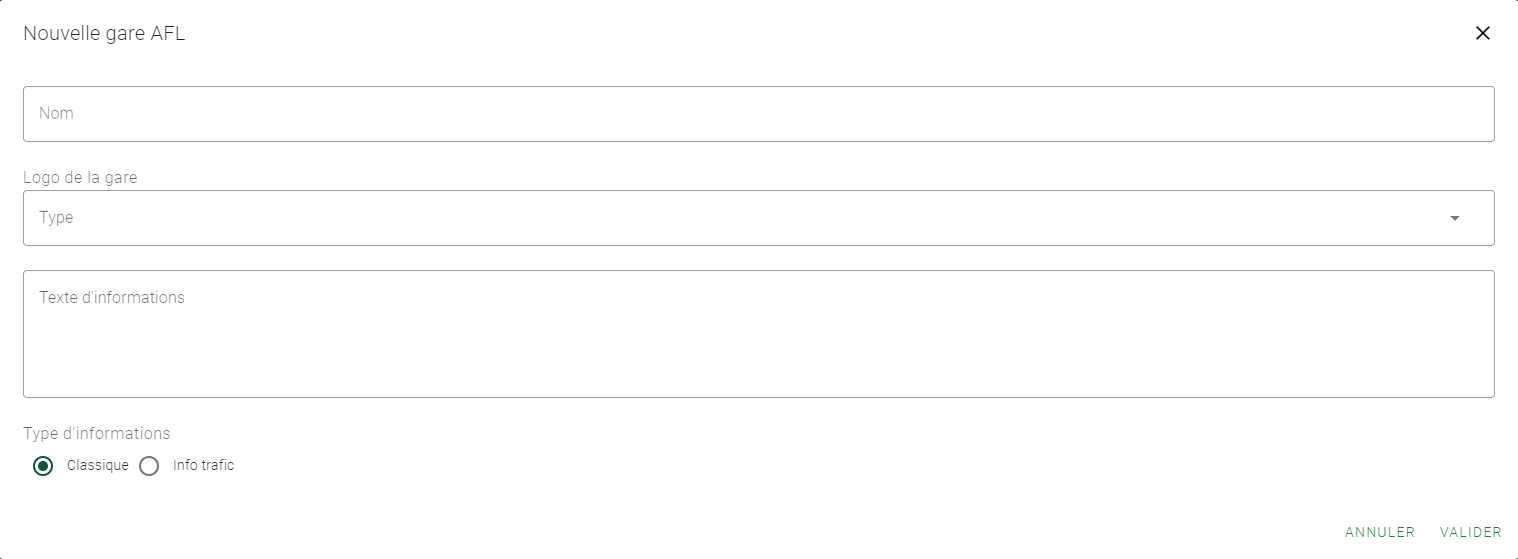 Nouvelle gare AFL
Nom
Logo de la gare
Type
Texte d'informations
Type d'informations
Classique Info trafic
ANNULER VALIDER